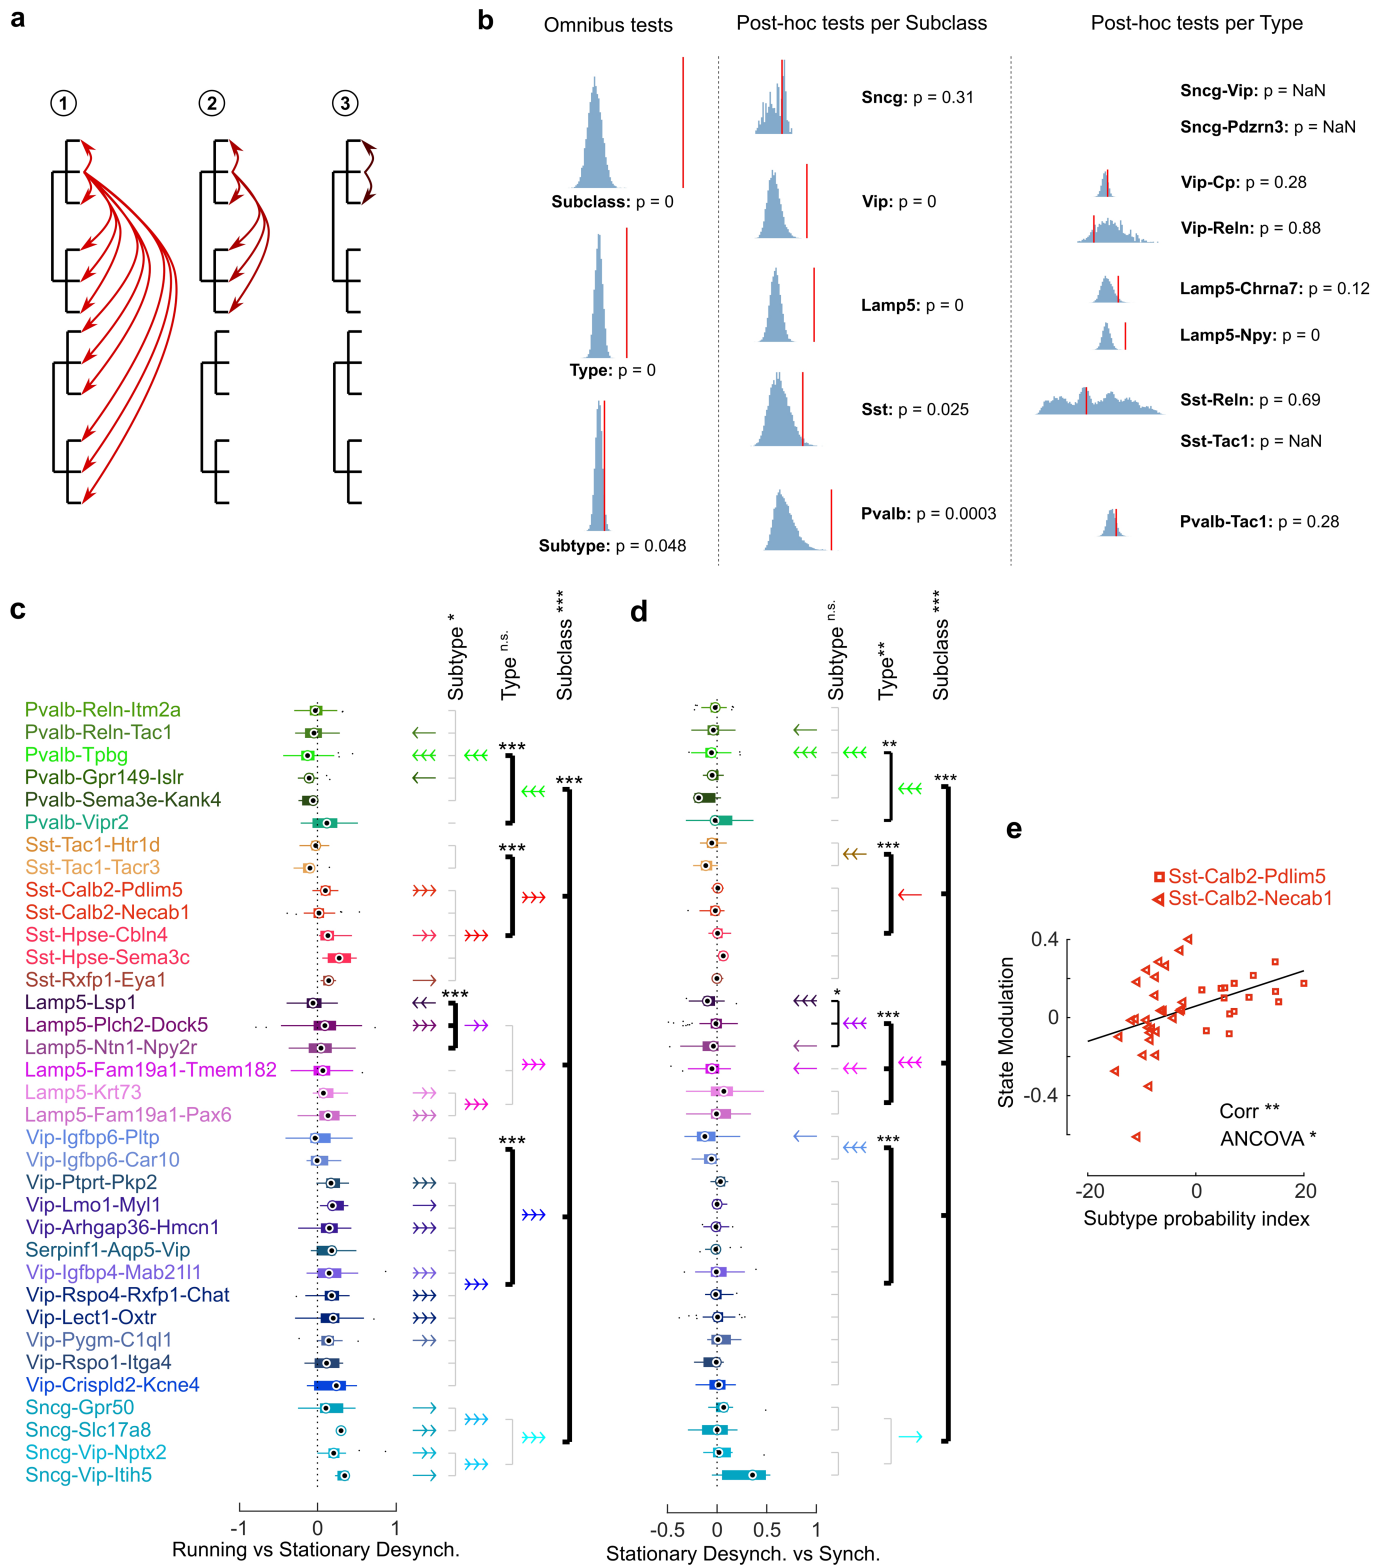 a
1
2
3
b
Omnibus tests
Post-hoc tests per Subclass
Post-hoc tests per Type
Subclass: p = 0
Type: p = 0
Subtype: p = 0.048
Sncg: p = 0.31
Vip: p = 0
Lamp5: p = 0
Sst: p = 0.025
Pvalb: p = 0.0003
Sncg-Vip: p = NaN
Sncg-Pdzrn3: p = NaN
Vip-Cp: p = 0.28
Vip-Reln: p = 0.88
Lamp5-Chrna7: p = 0.12
Lamp5-Npy: p = 0
Sst-Reln: p = 0.69
Sst-Tac1: p = NaN
Pvalb-Tac1: p = 0.28
c
Subtype *
Type n.s.
Subclass ***
Pvalb-Reln-Itm2a
Pvalb-Reln-Tac1
Pvalb-Tpbg
Pvalb-Gpr149-Islr
Pvalb-Sema3e-Kank4
Pvalb-Vipr2
Sst-Tac1-Htr1d
Sst-Tac1-Tacr3
Sst-Calb2-Pdlim5
Sst-Calb2-Necab1
Sst-Hpse-Cbln4
Sst-Hpse-Sema3c
Sst-Rxfp1-Eya1
Lamp5-Lsp1
Lamp5-Plch2-Dock5
Lamp5-Ntn1-Npy2r
Lamp5-Fam19a1-Tmem182
Lamp5-Krt73
Lamp5-Fam19a1-Pax6
Vip-Igfbp6-Pltp
Vip-Igfbp6-Car10
Vip-Ptprt-Pkp2
Vip-Lmo1-Myl1
Vip-Arhgap36-Hmcn1
Serpinf1-Aqp5-Vip
Vip-Igfbp4-Mab21l1
Vip-Rspo4-Rxfp1-Chat
Vip-Lect1-Oxtr
Vip-Pygm-C1ql1
Vip-Rspo1-Itga4
Vip-Crispld2-Kcne4
Sncg-Gpr50
Sncg-Slc17a8
Sncg-Vip-Nptx2
Sncg-Vip-Itih5
***
***
***
***
***
-1 0 1
Running vs Stationary Desynch.
d
Subtype n.s.
Type**
Subclass ***
**
***
***
*
***
***
-0.5 0 0.5 1
Stationary Desynch. vs Synch.
e
Sst-Calb2-Pdlim5
Sst-Calb2-Necab1
State Modulation
0.4
0
-0.4
Corr **
ANCOVA *
-20 0 20
Subtype probability index